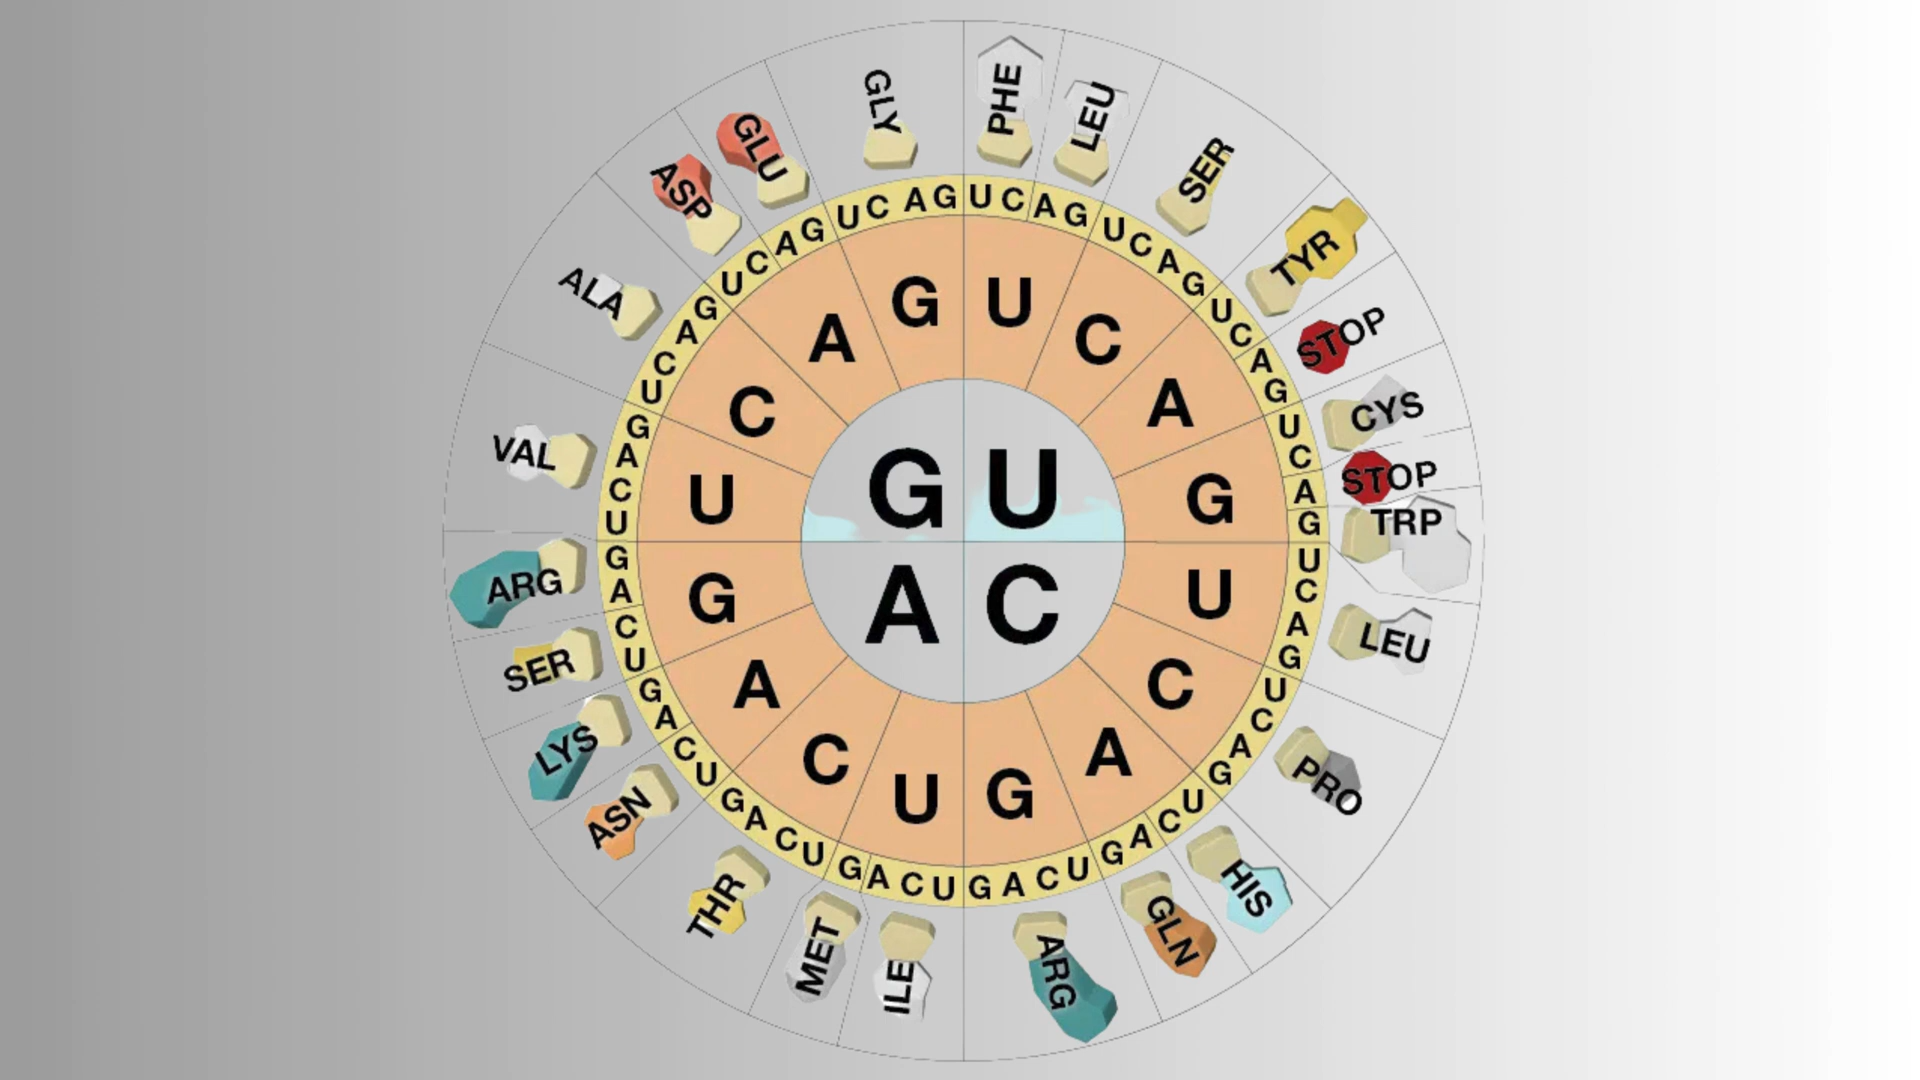 G U
A C
U C A G
U C A G
U C A G
U C A G
U C A G U C A G U C A G U C A G
U C A G U C A G U C A G U C A G
U C A G U C A G U C A G U C A G
U C A G U C A G U C A G U C A G
PHE
LEU
SER
TYR
STOP
CYS
STOP
TRP
LEU
PRO
HIS
GLN
ARG
ILE
MET
THR
ASN
LYS
SER
ARG
VAL
ALA
ASP
GLU
GLY